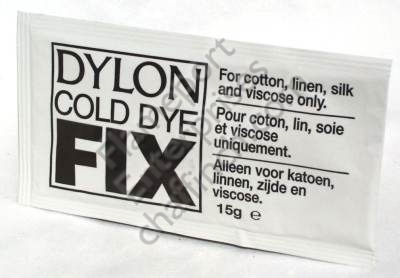 DYLON
COLD DYE
FIX
For cotton, linen, silk
and viscose only.
Pour coton, lin, soie
et viscose
uniquement.
Alleen voor katoen,
linnen, zijde en
viscose.
15g ℮